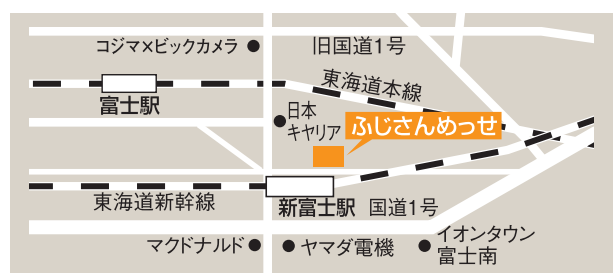 コジマ×ビックカメラ
旧国道1号
東海道本線
富士駅
日本
キャリア
ふじさんめっせ
東海道新幹線
新富士駅
国道1号
マクドナルド
ヤマダ電機
イオンタウン
富士南